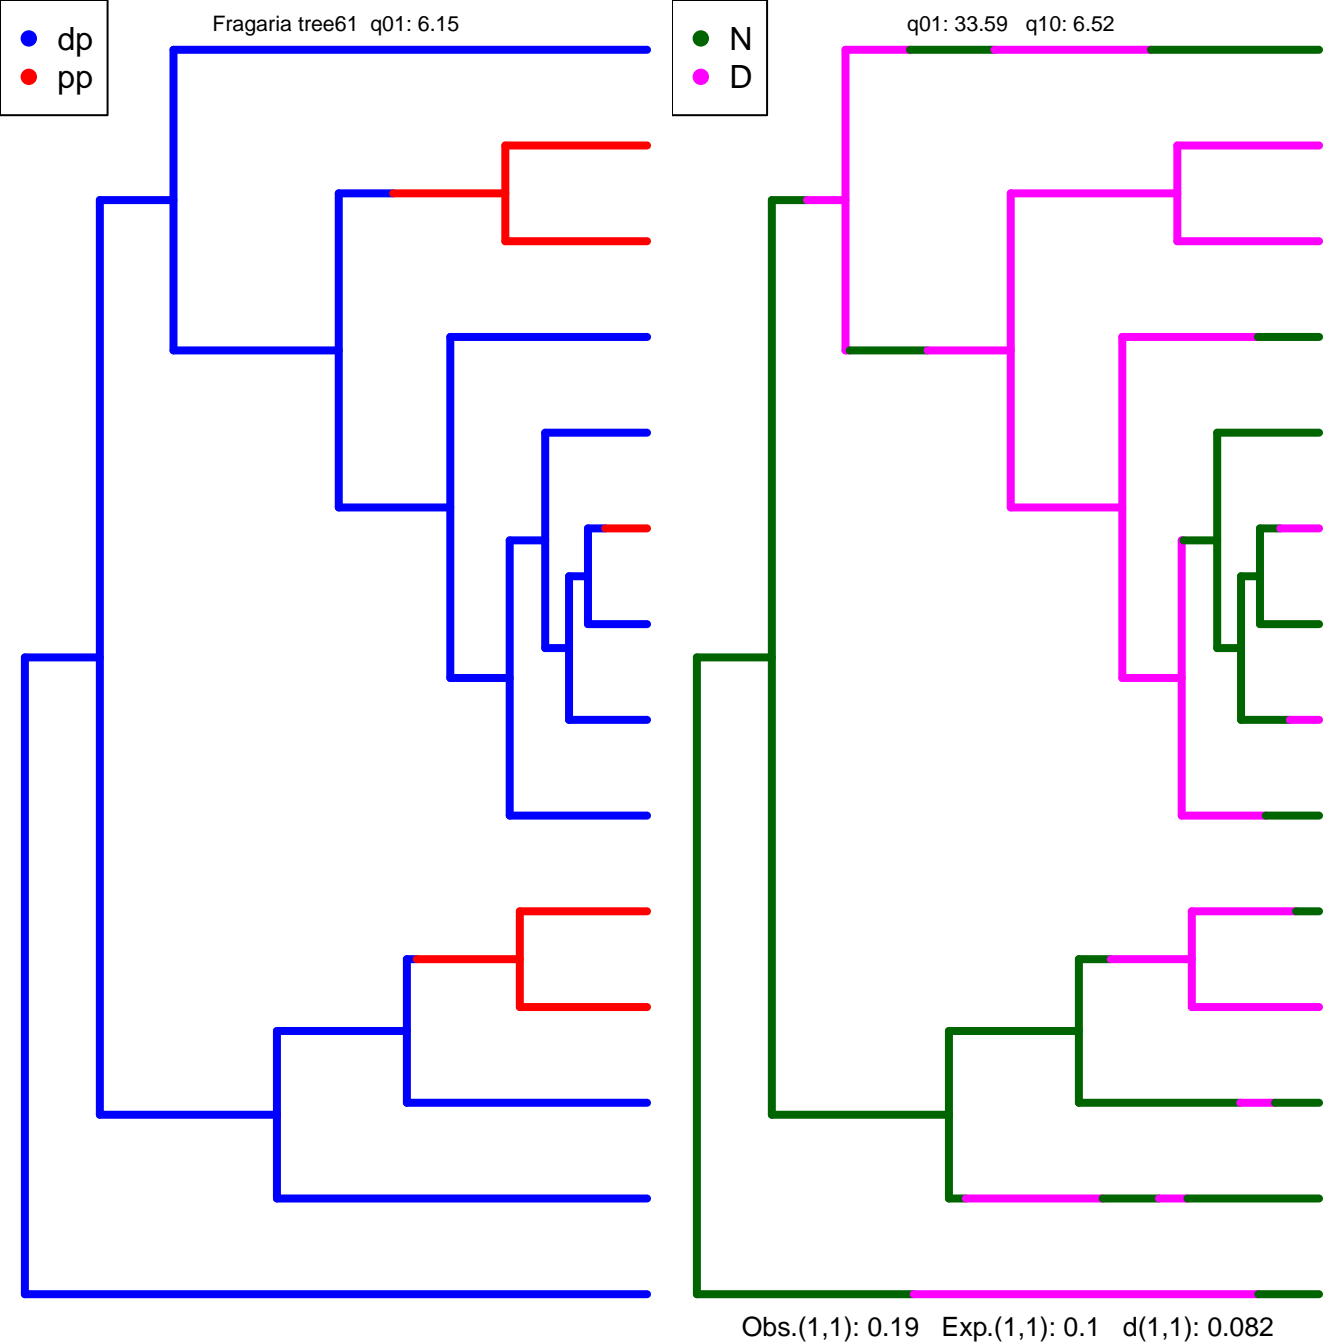 Fragaria tree61 q01: 6.15
dp
pp
q01: 33.59 q10: 6.52
N
D
Obs.(1,1): 0.19 Exp.(1,1): 0.1 d(1,1): 0.082